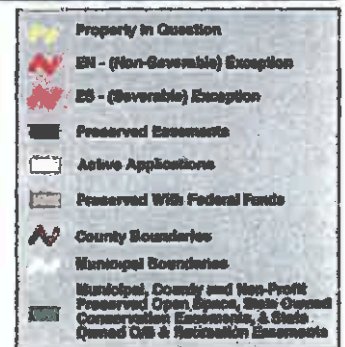 Property in Question
EN - (Non-Severable) Exception
ES - (Severable) Exception
Preserved Easements
Active Applications
Preserved With Federal Funds
County Boundaries
Municipal Boundaries
Municipal, County and Non-Profit
Preserved Open Space, State Owned
Conservation Easements, & State
Owned O/S & Recreation Easements